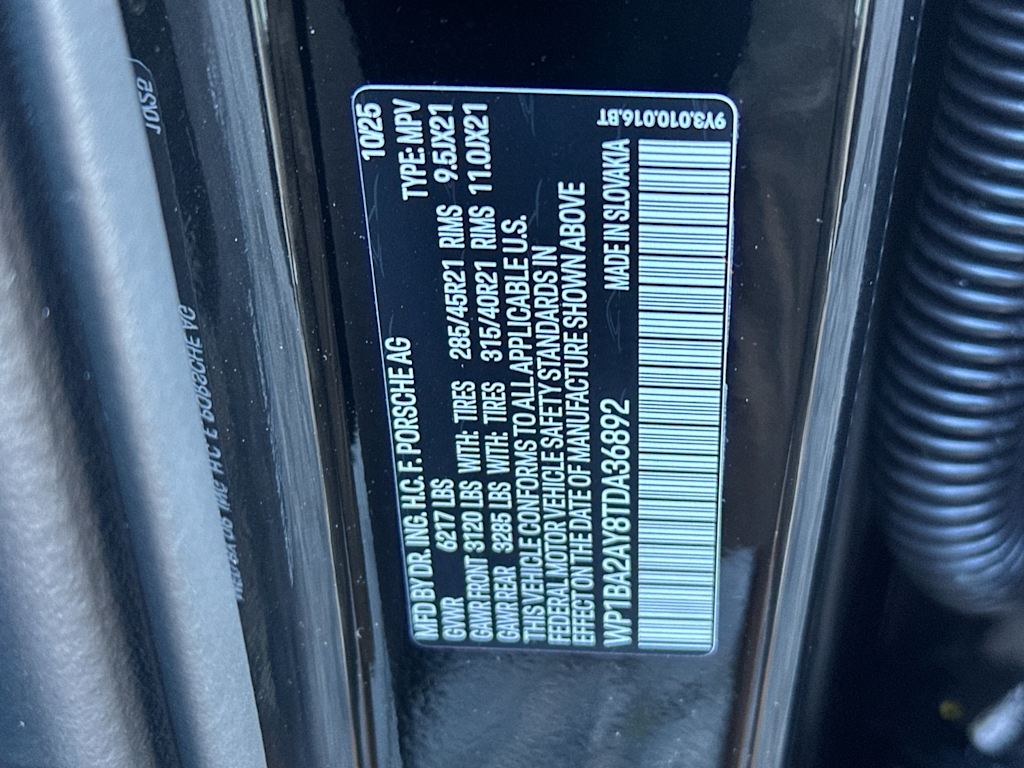 MFD BY DR. ING. H.C. F. PORSCHE AG 10/25
GVWR 6217 LBS TYPE: MPV
GAWR FRONT 3120 LBS WITH: TIRES 285/45R21 RIMS 9.5JX21
GAWR REAR 3285 LBS WITH: TIRES 315/40R21 RIMS 11.0JX21
THIS VEHICLE CONFORMS TO ALL APPLICABLE U.S.
FEDERAL MOTOR VEHICLE SAFETY STANDARDS IN
EFFECT ON THE DATE OF MANUFACTURE SHOWN ABOVE
WP1BA2AY8TDA36892 MADE IN SLOVAKIA
9Y3.010.016.BT